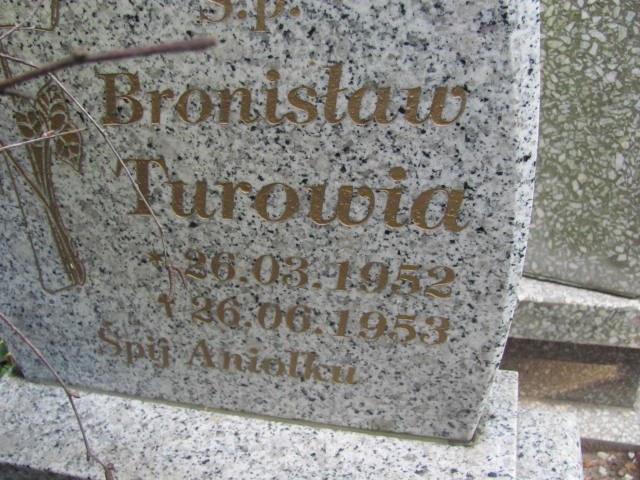 Ś.p.
Bronisław
Turowia
* 26.03.1952
† 26.06.1953
Śpij Aniołku